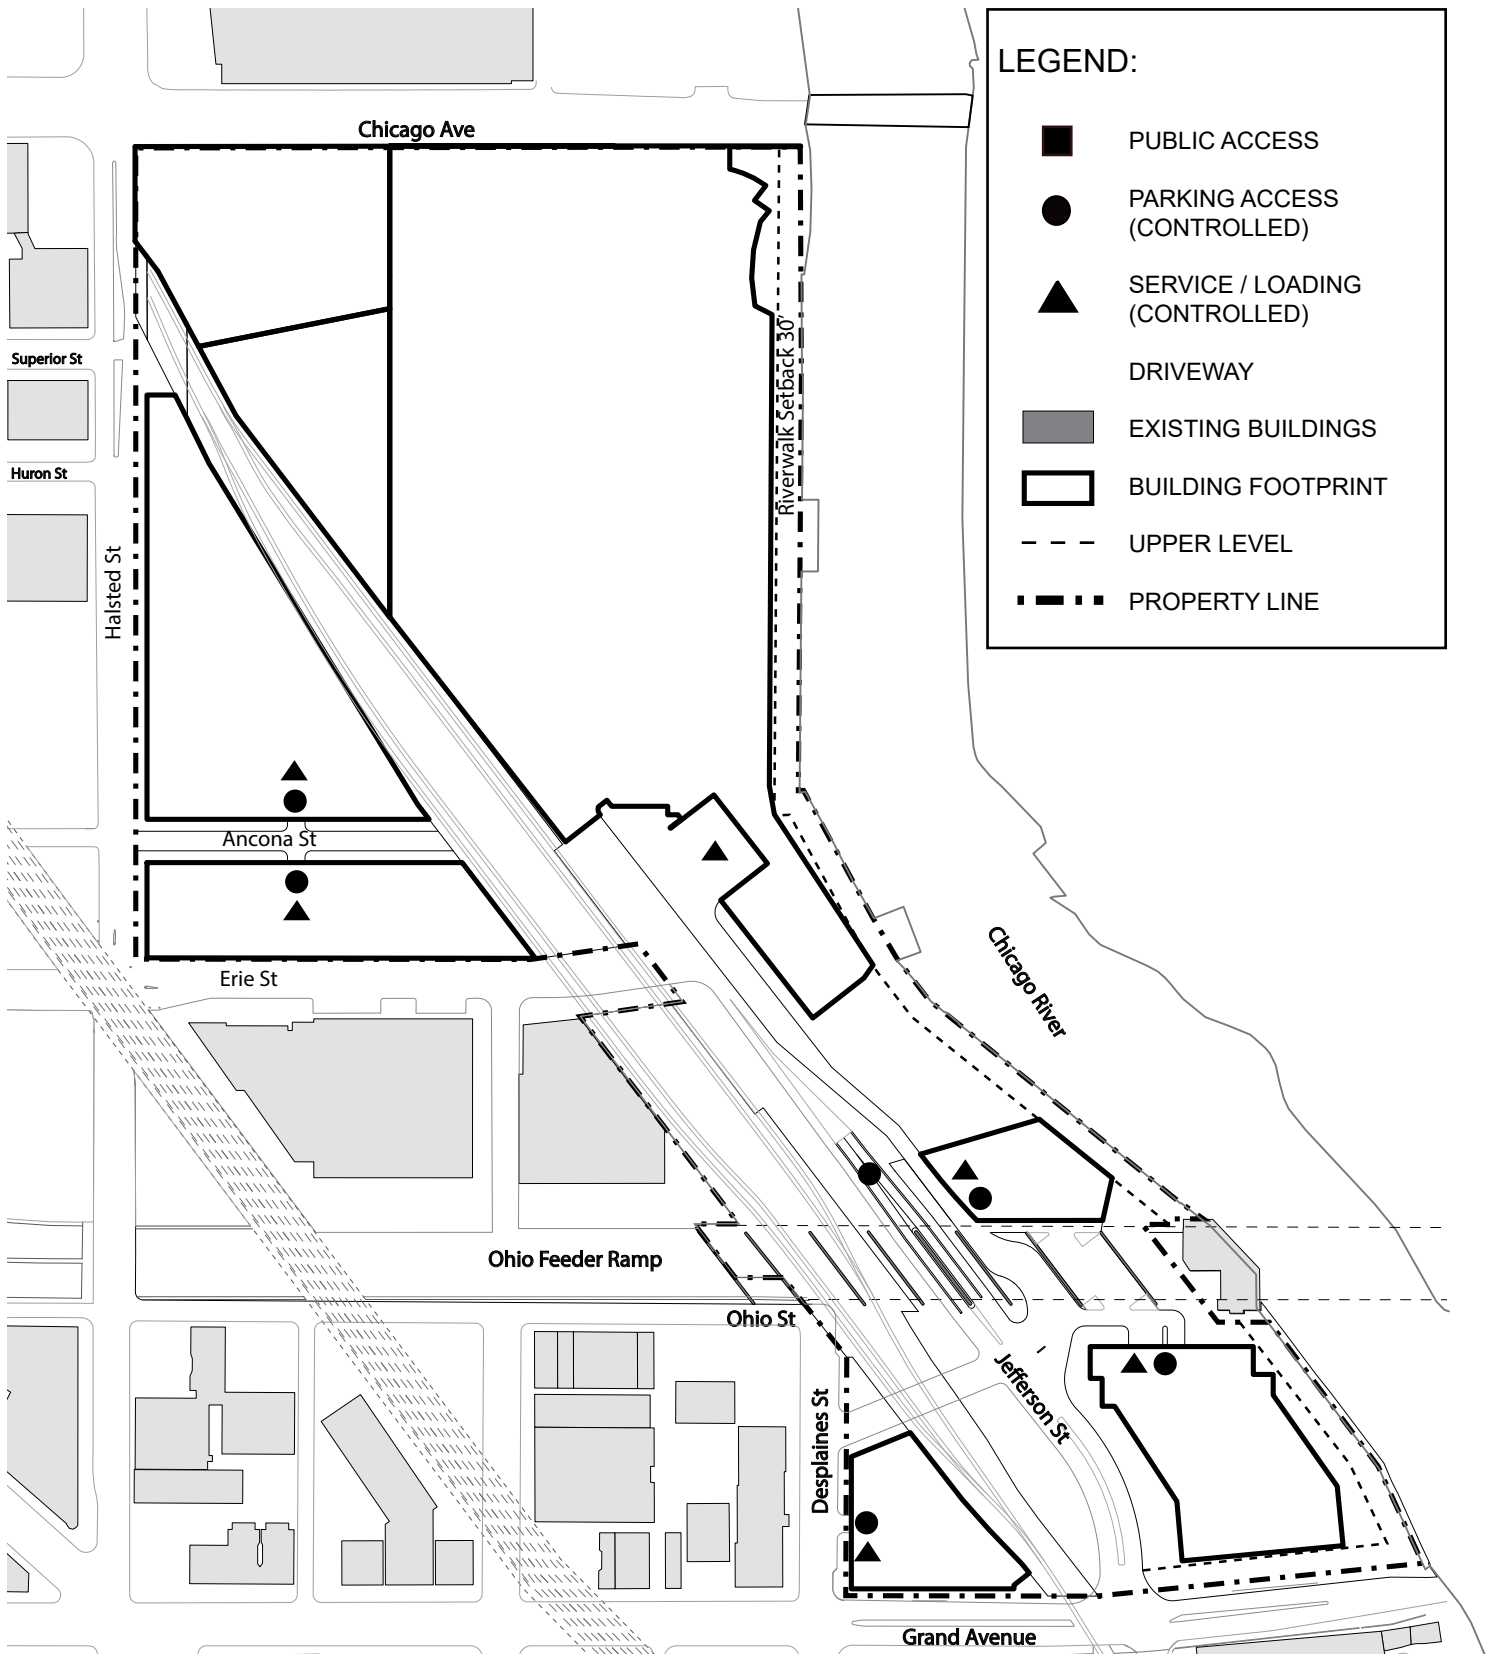 LEGEND:
PUBLIC ACCESS
PARKING ACCESS
(CONTROLLED)
SERVICE / LOADING
(CONTROLLED)
DRIVEWAY
EXISTING BUILDINGS
BUILDING FOOTPRINT
UPPER LEVEL
PROPERTY LINE
Chicago Ave
Superior St
Huron St
Halsted St
Riverwalk Setback 30'
Ancona St
Erie St
Chicago River
Ohio Feeder Ramp
Ohio St
Jefferson St
Desplaines St
Grand Avenue